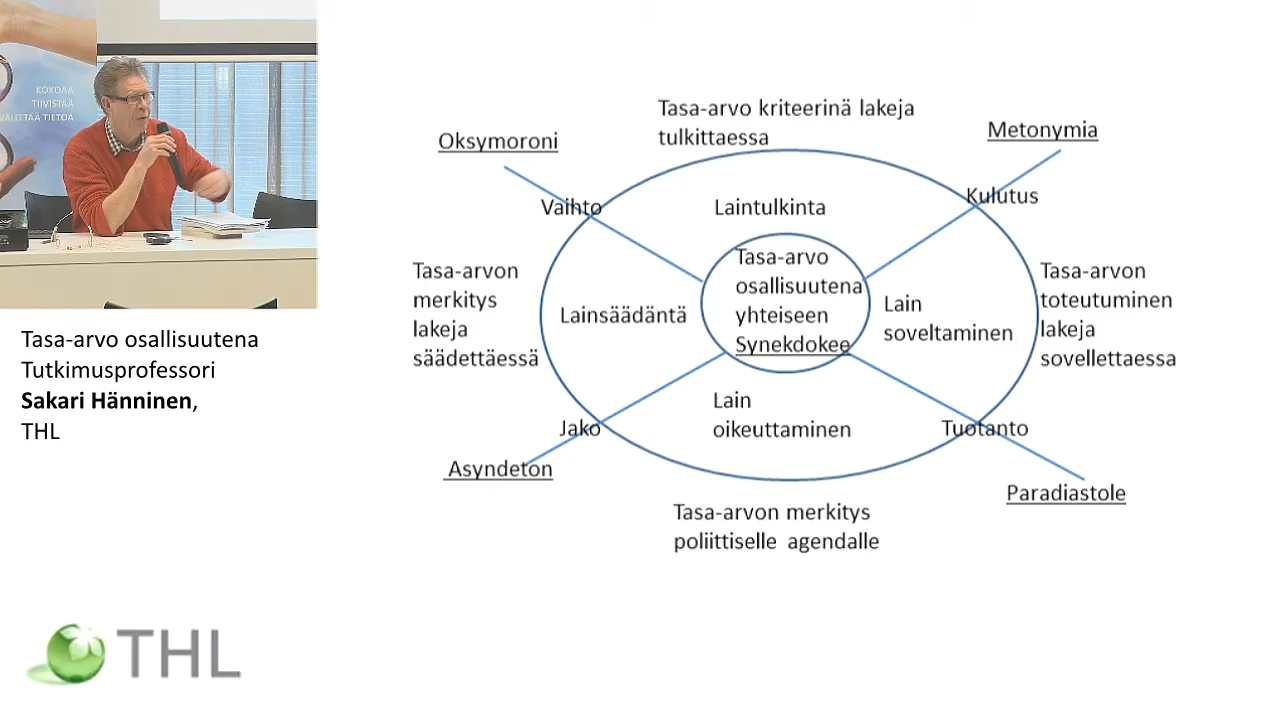 KOKOAA
TIIVISTÄÄ
VÄLITTÄÄ TIETOA
Tasa-arvo osallisuutena
Tutkimusprofessori
Sakari Hänninen,
THL
THL
Tasa-arvo kriteerinä lakeja
tulkittaessa
Oksymoroni
Metonymia
Vaihto
Laintulkinta
Kulutus
Tasa-arvon
merkitys
lakeja
säädettäessä
Lainsäädäntä
Tasa-arvo
osallisuutena
yhteiseen
Synekdokee
Lain
soveltaminen
Tasa-arvon
toteutuminen
lakeja
sovellettaessa
Lain
oikeuttaminen
Jako
Tuotanto
Asyndeton
Paradiastole
Tasa-arvon merkitys
poliittiselle agendalle